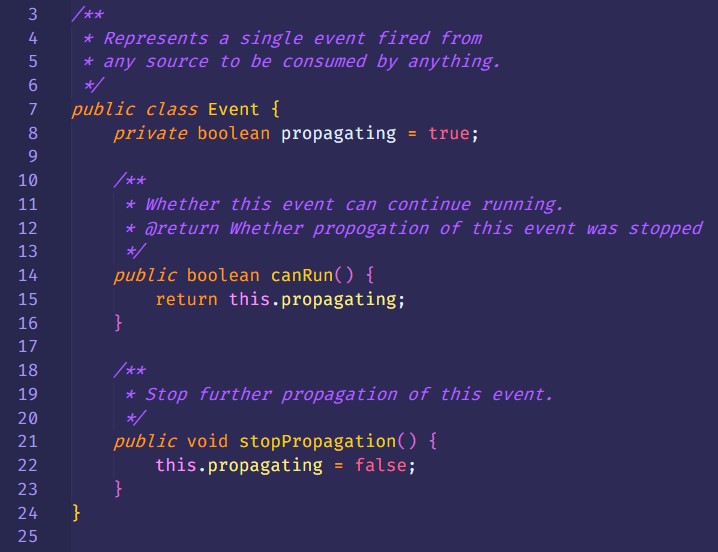 3 /**
4  * Represents a single event fired from
5  * any source to be consumed by anything.
6  */
7 public class Event {
8     private boolean propagating = true;
9
10     /**
11      * Whether this event can continue running.
12      * @return Whether propogation of this event was stopped
13      */
14     public boolean canRun() {
15         return this.propagating;
16     }
17
18     /**
19      * Stop further propagation of this event.
20      */
21     public void stopPropagation() {
22         this.propagating = false;
23     }
24 }
25